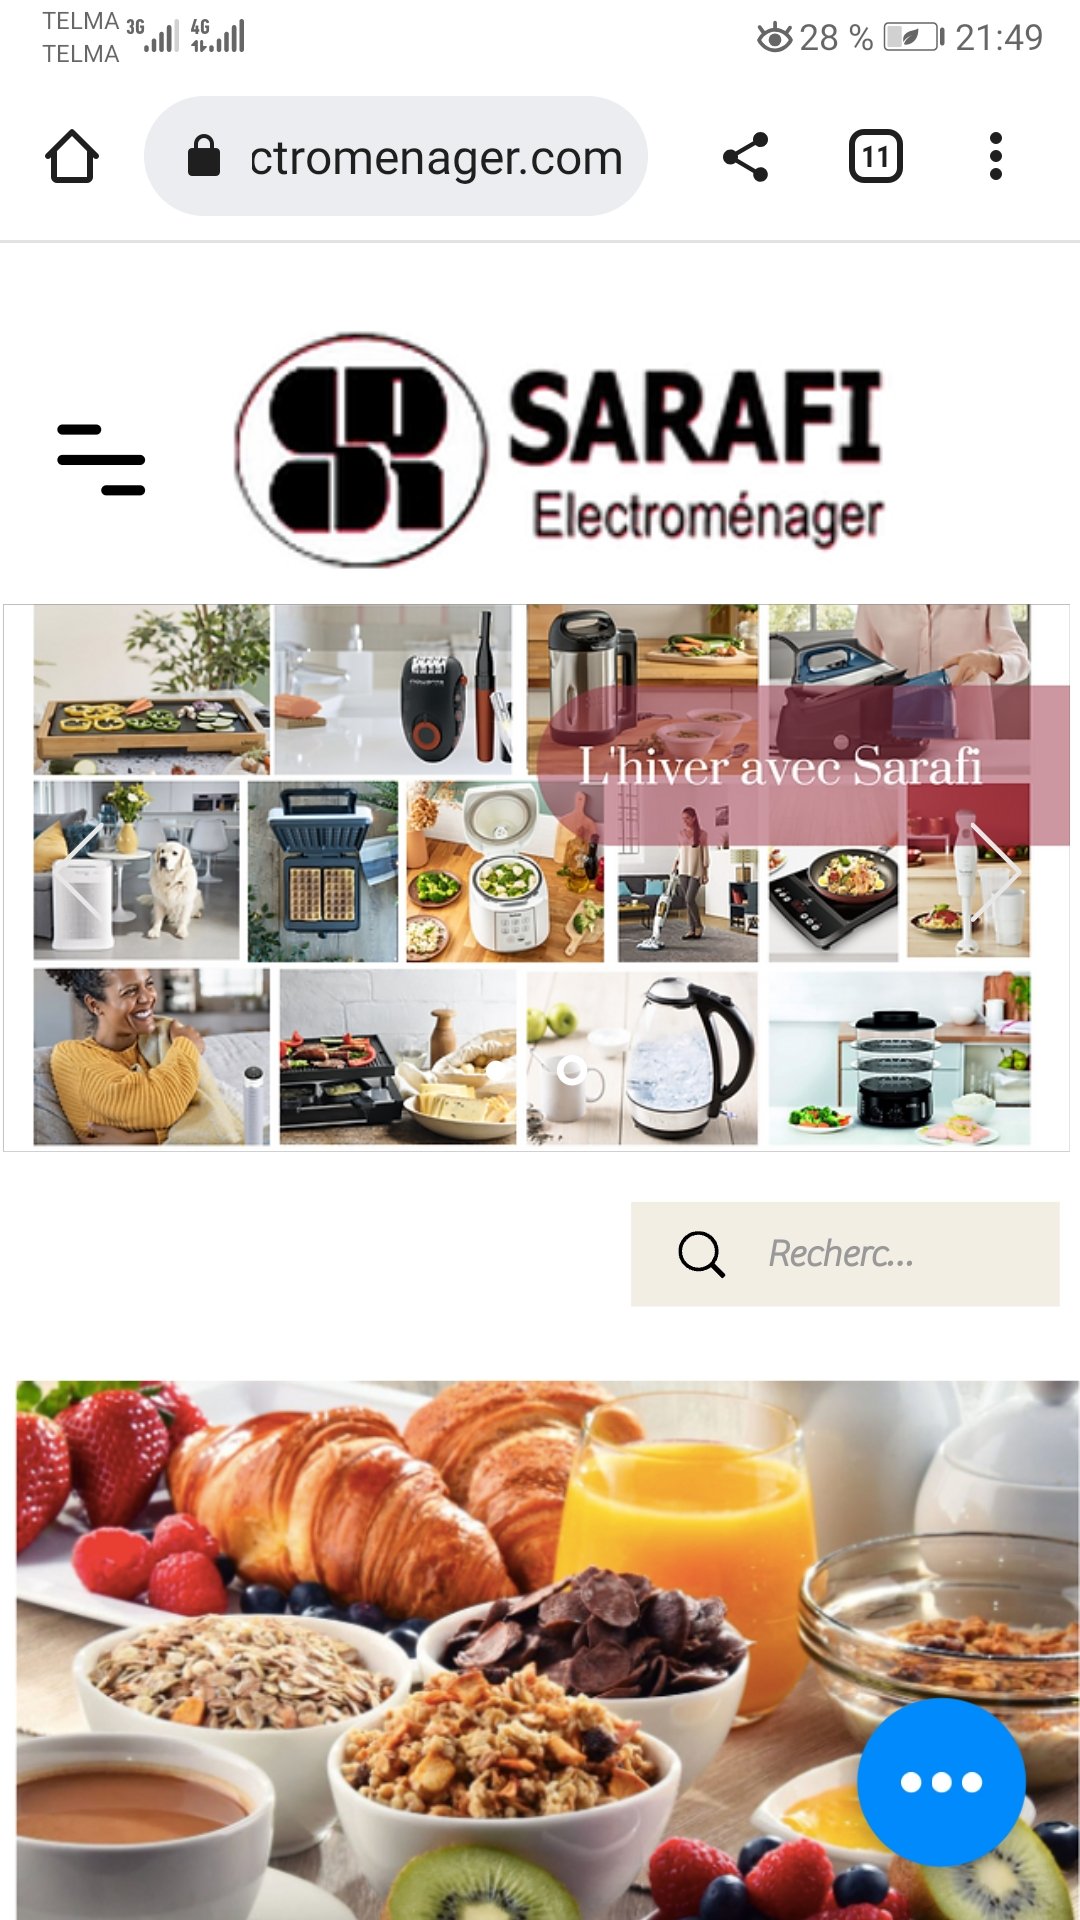 TELMA 3G 4G 28 % 21:49
TELMA
ctromenager.com 11
SARAFI
Electroménager
L'hiver avec Sarafi
Recherc...